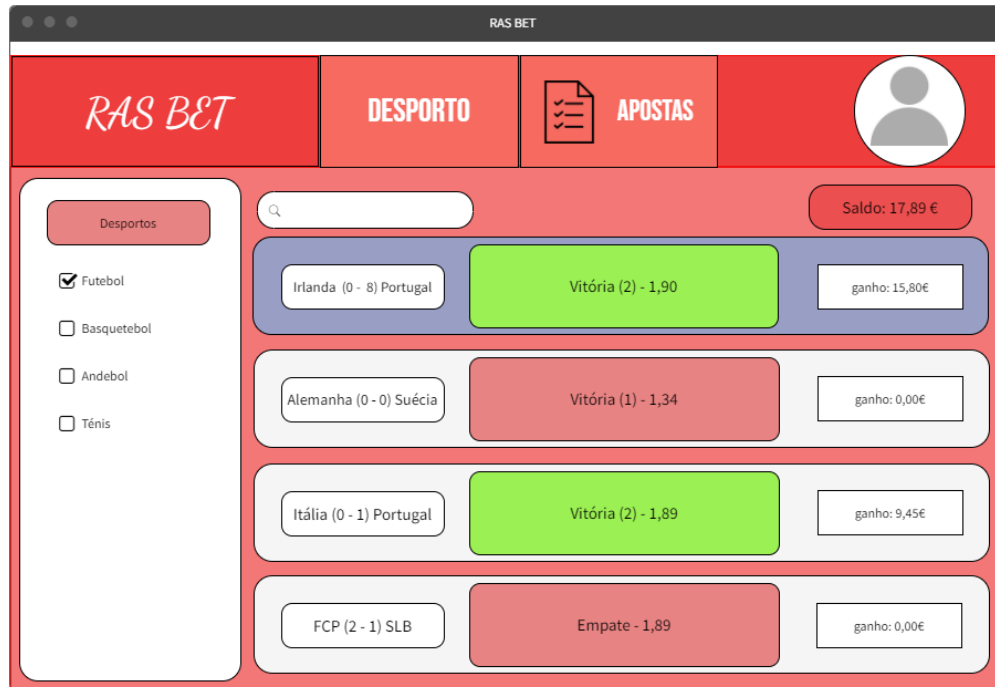 RAS BET
RAS BET
DESPORTO
APOSTAS
Desportos
Futebol
Basquetebol
Andebol
Ténis
Saldo: 17,89 €
Irlanda (0 - 8) Portugal
Vitória (2) - 1,90
ganho: 15,80€
Alemanha (0 - 0) Suécia
Vitória (1) - 1,34
ganho: 0,00€
Itália (0 - 1) Portugal
Vitória (2) - 1,89
ganho: 9,45€
FCP (2 - 1) SLB
Empate - 1,89
ganho: 0,00€